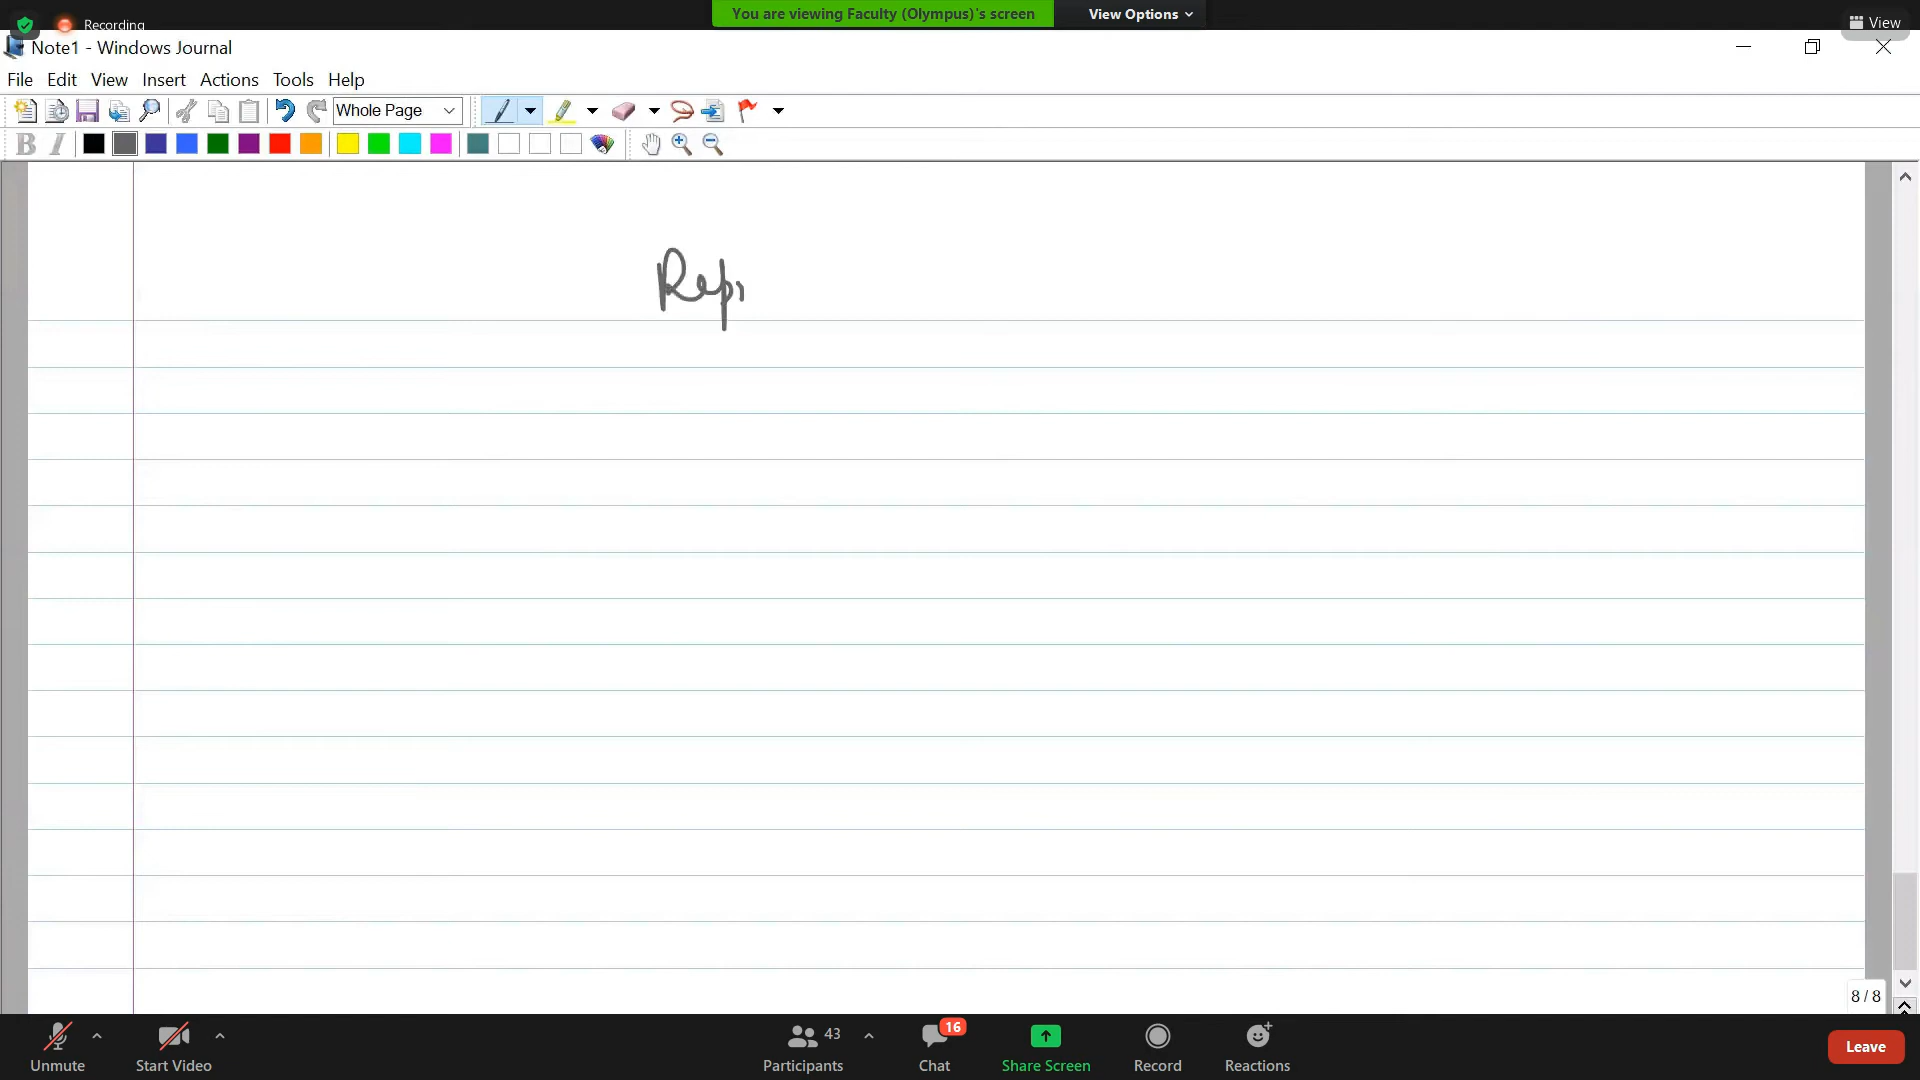 Recording
You are viewing Faculty (Olympus)'s screen
View Options
View
Note1 - Windows Journal
File Edit View Insert Actions Tools Help
Whole Page
B I
Rep
8 / 8
Unmute
Start Video
43
Participants
16
Chat
Share Screen
Record
Reactions
Leave